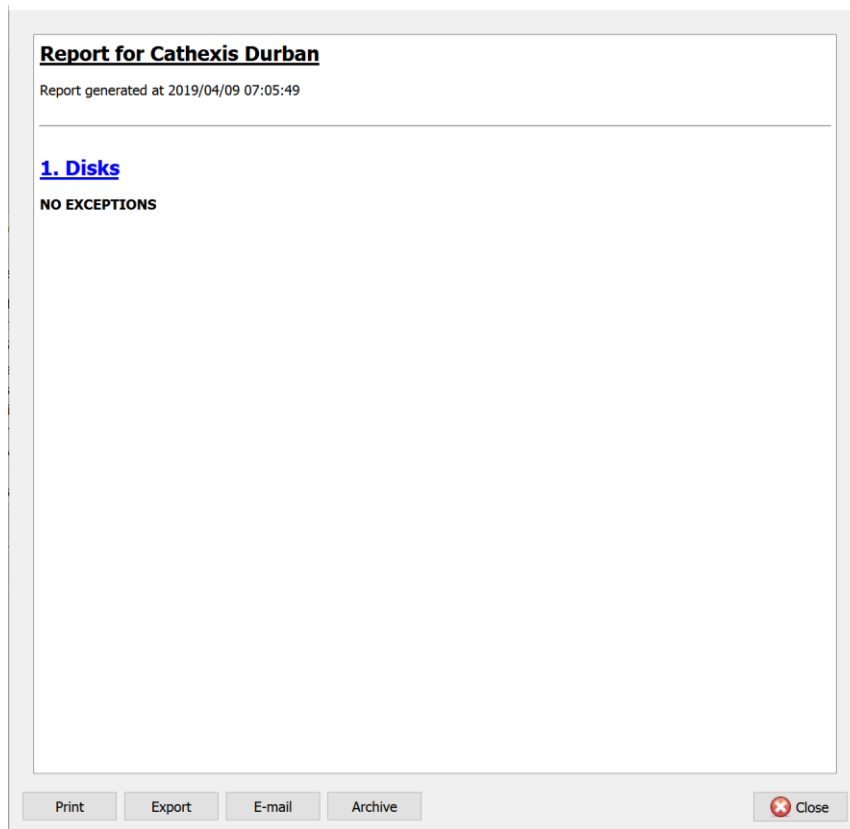 Report for Cathexis Durban
Report generated at 2019/04/09 07:05:49
1. Disks
NO EXCEPTIONS
Print
Export
E-mail
Archive
Close